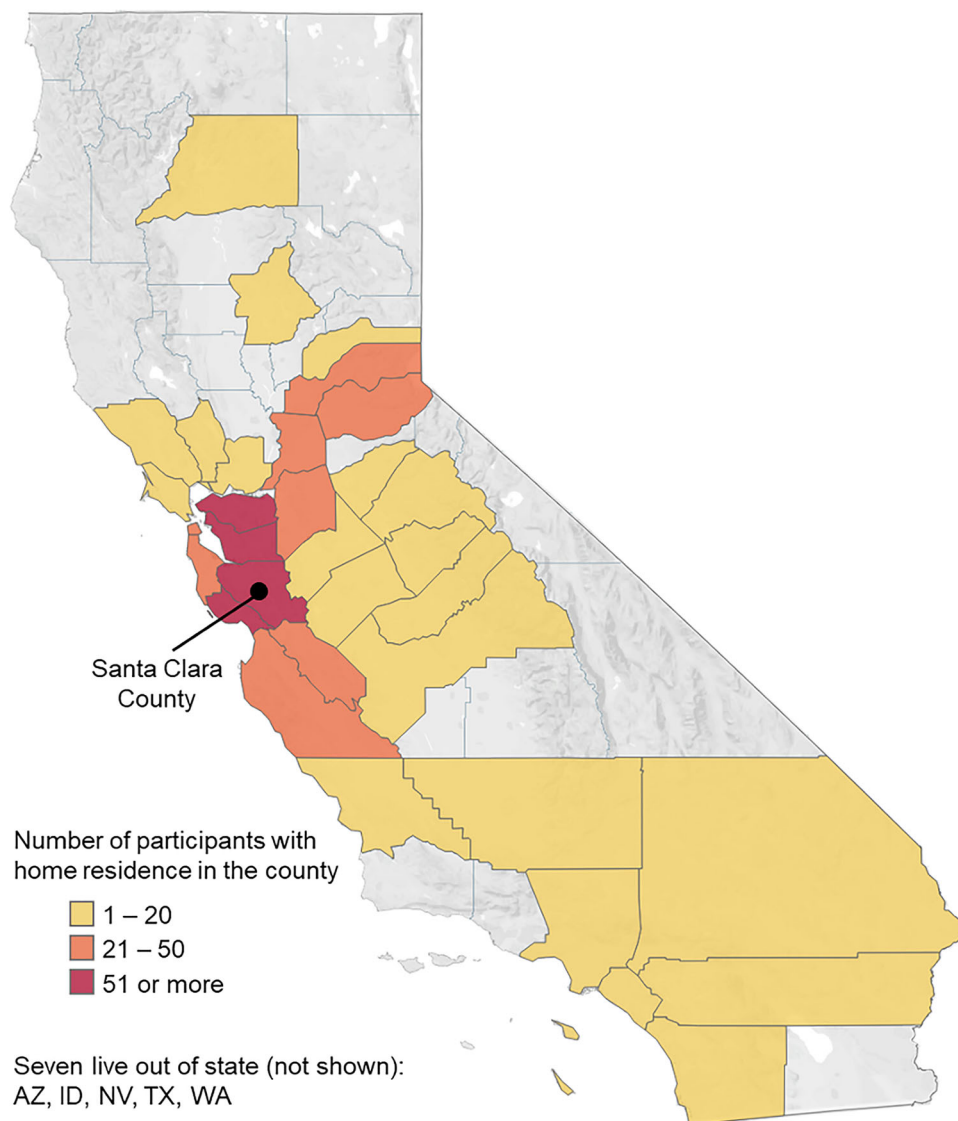 Santa Clara
County
Number of participants with
home residence in the county
1 – 20
21 – 50
51 or more
Seven live out of state (not shown):
AZ, ID, NV, TX, WA